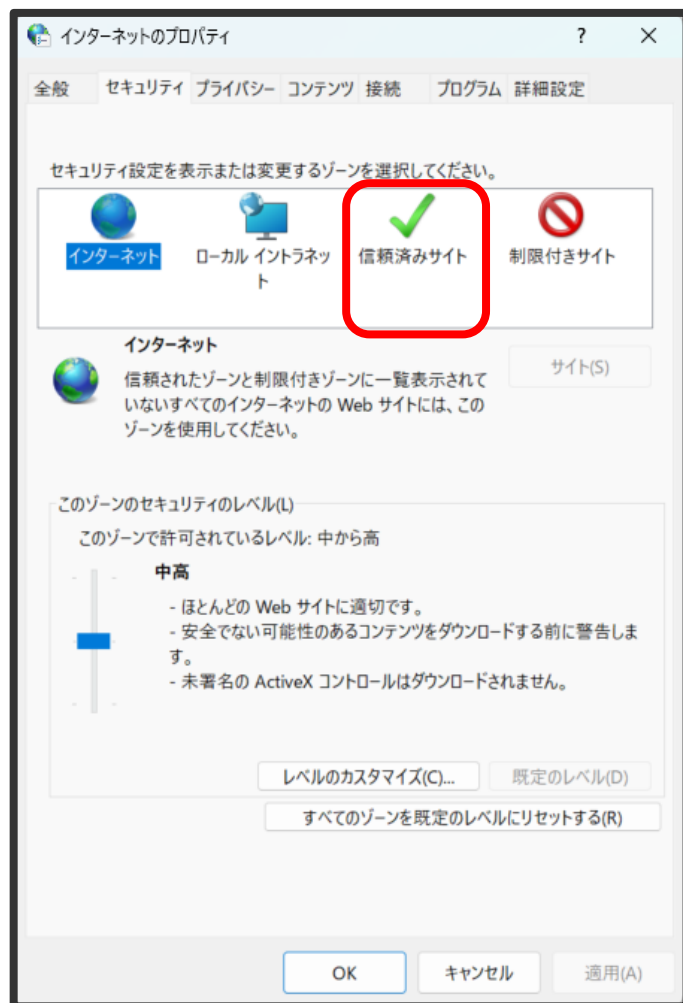 インターネットのプロパティ ? ×
全般 セキュリティ プライバシー コンテンツ 接続 プログラム 詳細設定
セキュリティ設定を表示または変更するゾーンを選択してください。
インターネット ローカル イントラネッ 信頼済みサイト 制限付きサイト
ト
インターネット
サイト(S)
信頼されたゾーンと制限付きゾーンに一覧表示されて
いないすべてのインターネットの Web サイトには、この
ゾーンを使用してください。
このゾーンのセキュリティのレベル(L)
このゾーンで許可されているレベル: 中から高
中高
- ほとんどの Web サイトに適切です。
- 安全でない可能性のあるコンテンツをダウンロードする前に警告しま
す。
- 未署名の ActiveX コントロールはダウンロードされません。
レベルのカスタマイズ(C)... 既定のレベル(D)
すべてのゾーンを既定のレベルにリセットする(R)
OK キャンセル 適用(A)